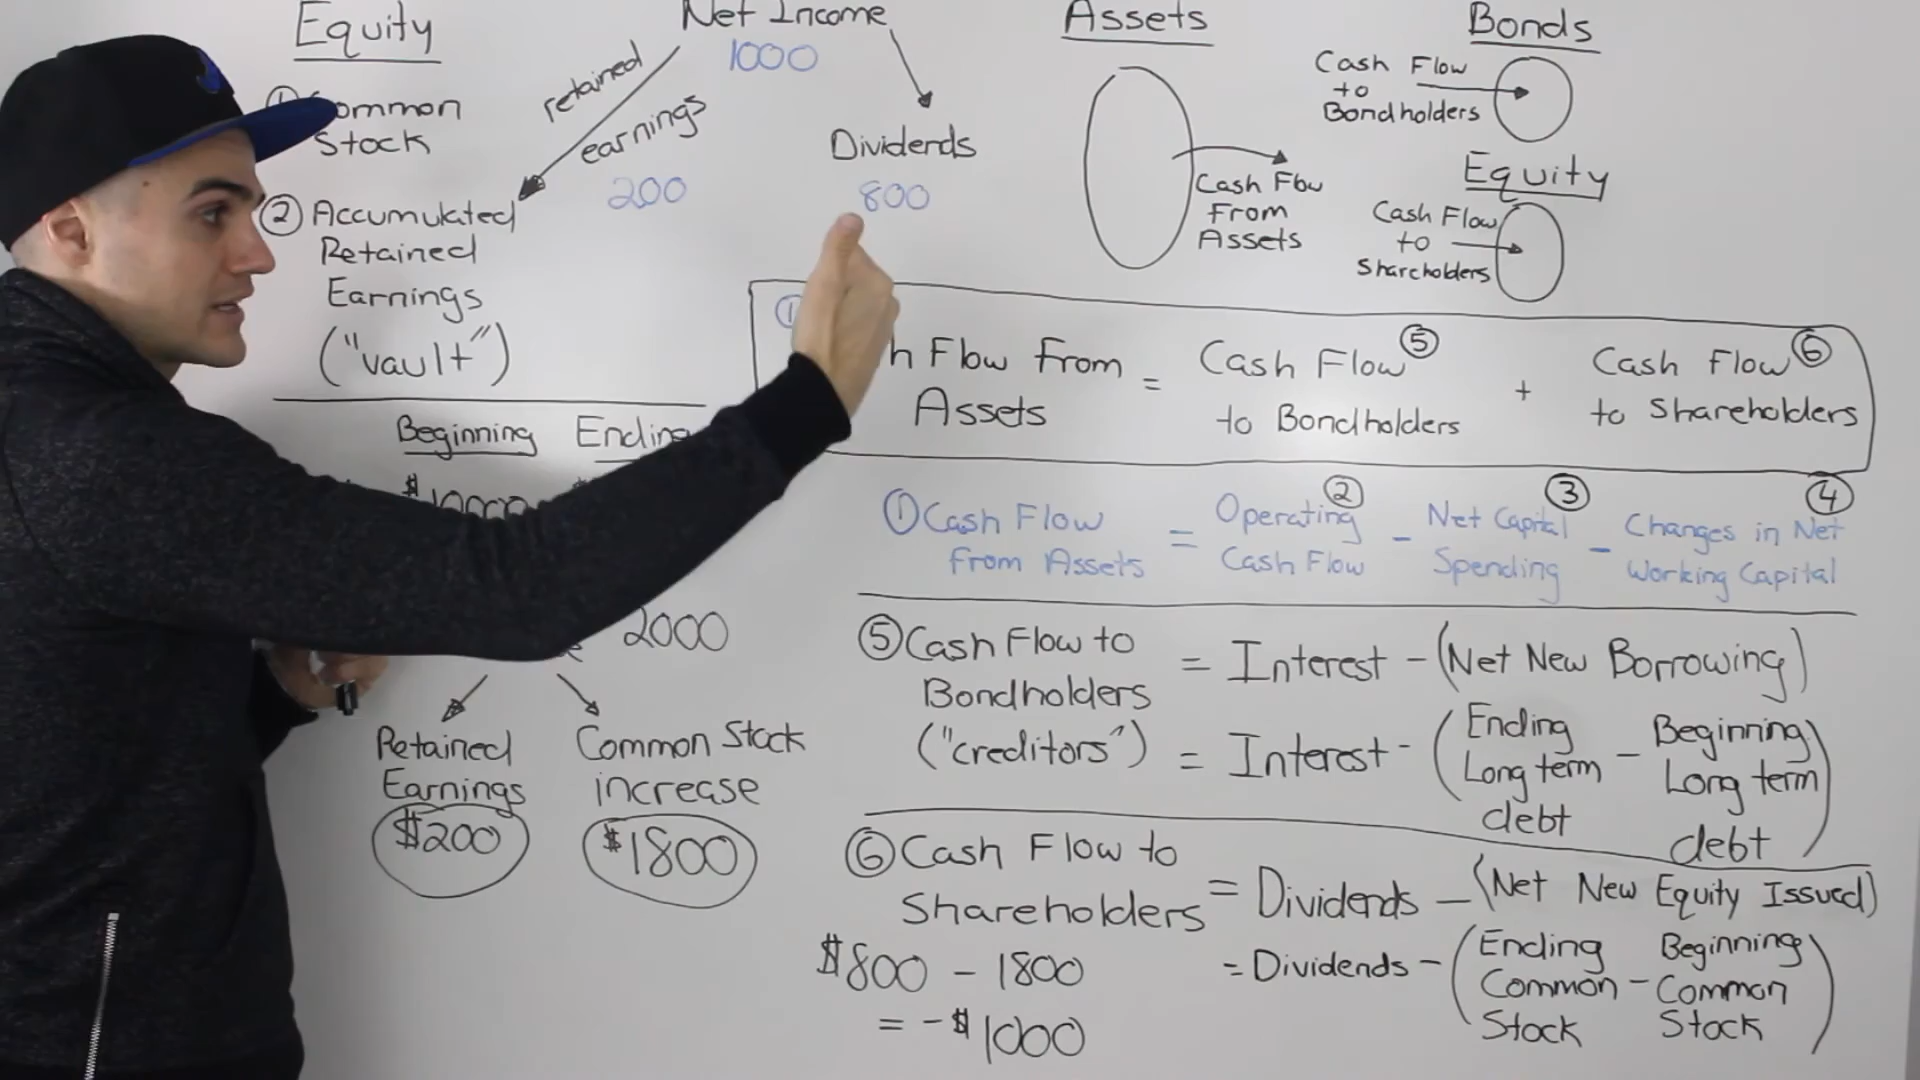 Equity
Common
Stock
② Accumulated
Retained
Earnings
("vault")
Net Income
1000
retained
earnings
200
Dividends
800
Assets
Cash Flow
From
Assets
Bonds
Cash Flow
to
Bondholders
Equity
Cash Flow
to
Shareholders
①
Flow From = Cash Flow ⑤ + Cash Flow ⑥
Assets to Bondholders to Shareholders
① Cash Flow = Operating ② - Net Capital ③ - Changes in Net ④
From Assets Cash Flow Spending Working Capital
Beginning
2000
Retained
Earnings
$200
Common Stock
increase
$1800
⑤ Cash Flow to = Interest - (Net New Borrowing)
Bondholders
("creditors") = Interest - (Ending Long term debt - Beginning Long term debt)
⑥ Cash Flow to
Shareholders = Dividends - (Net New Equity Issued)
= Dividends - (Ending Common Stock - Beginning Common Stock)
$800 - 1800
= -$1000